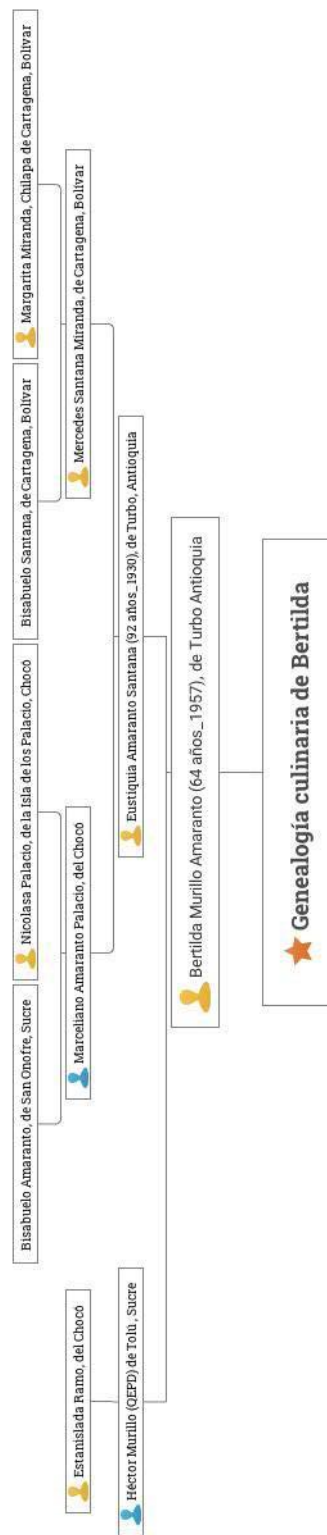 Bisabuelo Amaranto, de San Onofre, Sucre
Nicolasa Palacio, de la Isla de los Palacio, Chocó
Bisabuelo Santana, de Cartagena, Bolívar
Margarita Miranda, Chilapa de Cartagena, Bolívar
Estanislada Ramo, del Chocó
Marceliano Amaranto Palacio, del Chocó
Mercedes Santana Miranda, de Cartagena, Bolívar
Héctor Murillo (QEPD) de Tolú , Sucre
Eustiquia Amaranto Santana (92 años_1930), de Turbo, Antioquia
Bertilda Murillo Amaranto (64 años_1957), de Turbo Antioquia
Genealogía culinaria de Bertilda